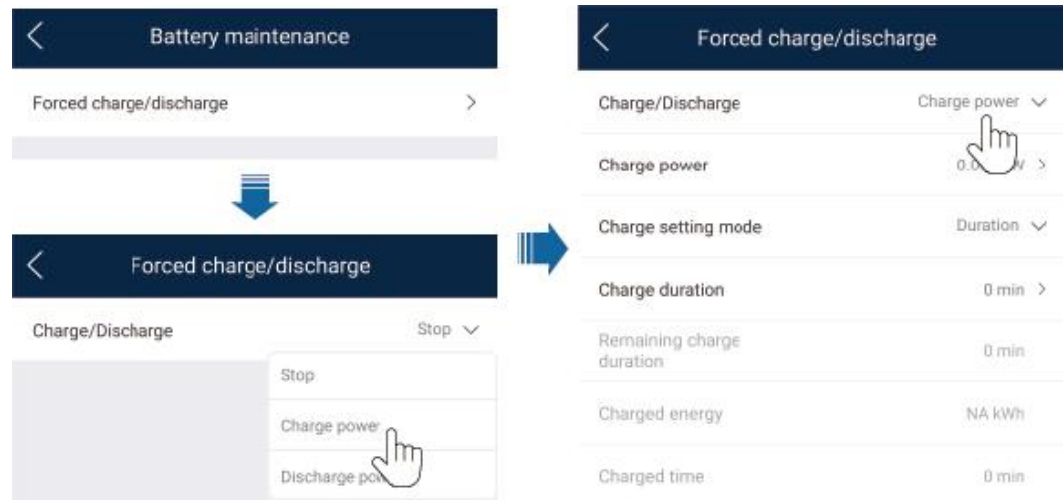 Battery maintenance
Forced charge/discharge
Forced charge/discharge
Charge/Discharge Stop
Stop
Charge power
Discharge
Forced charge/discharge
Charge/Discharge Charge power
Charge power
Charge setting mode Duration
Charge duration 0 min
Remaining charge
duration 0 min
Charged energy NA kWh
Charged time 0 min